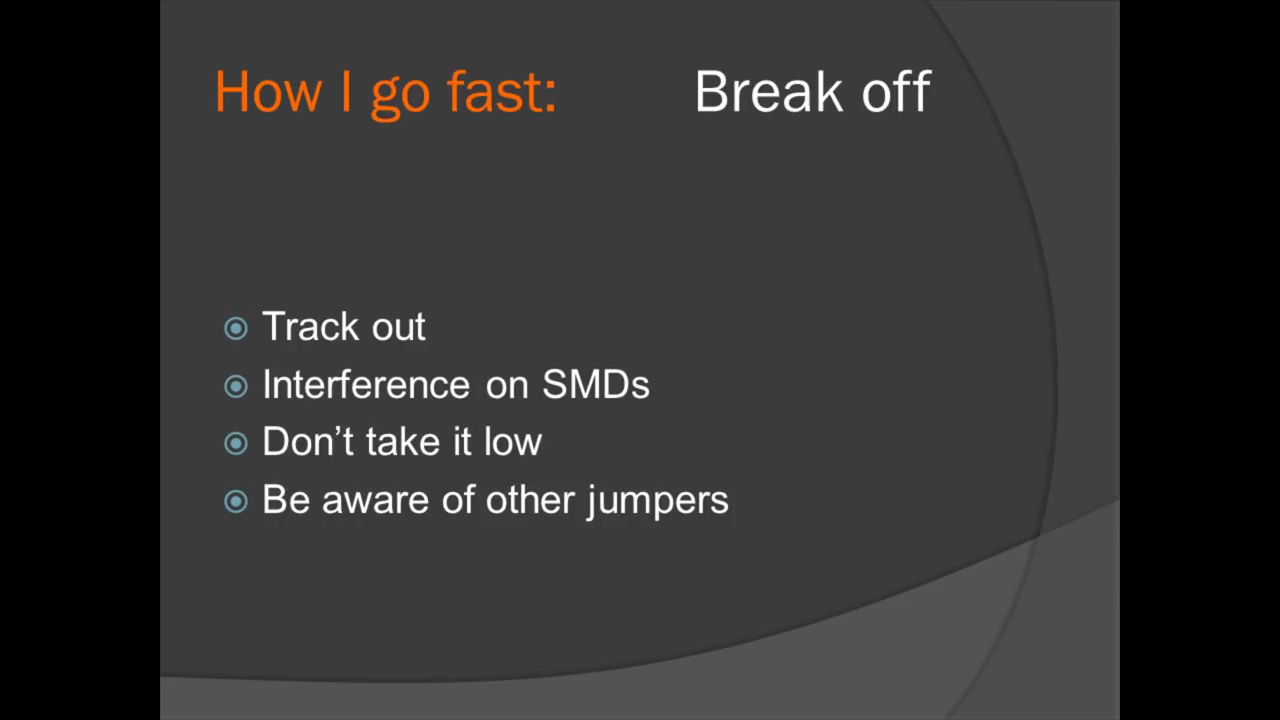 How I go fast: Break off
Track out
Interference on SMDs
Don’t take it low
Be aware of other jumpers